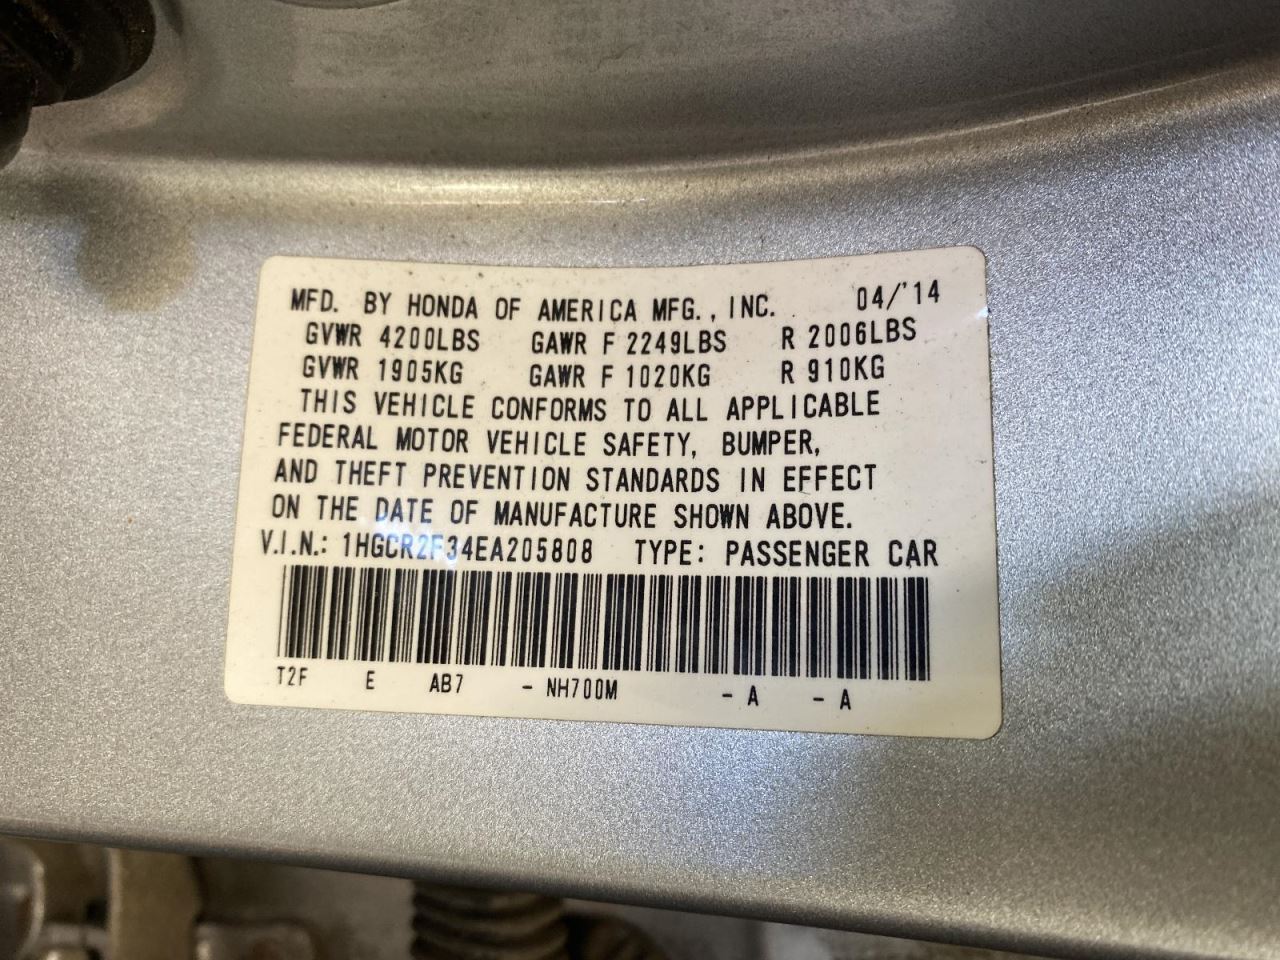 MFD. BY HONDA OF AMERICA MFG., INC. 04/'14
GVWR 4200LBS GAWR F 2249LBS R 2006LBS
GVWR 1905KG GAWR F 1020KG R 910KG
THIS VEHICLE CONFORMS TO ALL APPLICABLE
FEDERAL MOTOR VEHICLE SAFETY, BUMPER,
AND THEFT PREVENTION STANDARDS IN EFFECT
ON THE DATE OF MANUFACTURE SHOWN ABOVE.
V.I.N.: 1HGCR2F34EA205808 TYPE: PASSENGER CAR
T2F E AB7 - NH700M - A - A